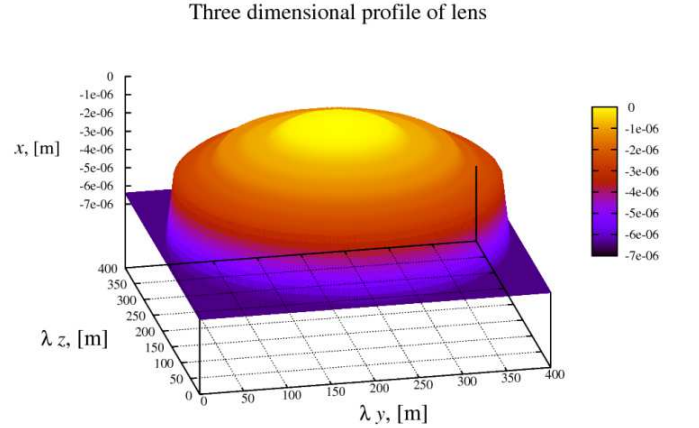 Three dimensional profile of lens
0
-1e-06
-2e-06
-3e-06
-4e-06
-5e-06
-6e-06
-7e-06
x, [m]
0
-1e-06
-2e-06
-3e-06
-4e-06
-5e-06
-6e-06
-7e-06
400
350
300
250
200
150
100
50
0
λ z, [m]
0
50
100
150
200
250
300
350
400
λ y, [m]